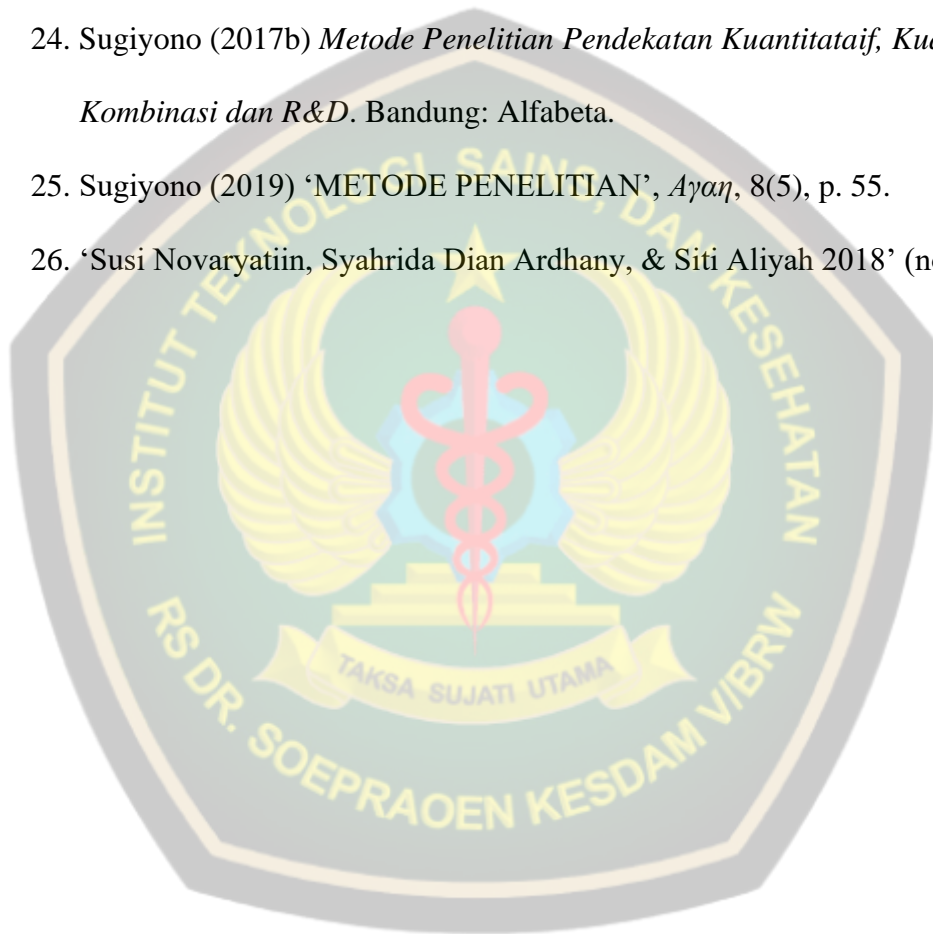 24. Sugiyono (2017b) Metode Penelitian Pendekatan Kuantitataif,
Kombinasi dan R&D. Bandung: Alfabeta.
25. Sugiyono (2019) ‘METODE PENELITIAN’, Αγαη, 8(5), p. 55.
26. ‘Susi Novaryatiin, Syahrida Dian Ardhany, & Siti Aliyah 2018’
INSTITUT TEKNOLOGI, SAINS, DAN KESEHATAN
TAKSA SUJATI UTAMA
RS DR. SOEPRAOEN KESDAM V/BRW